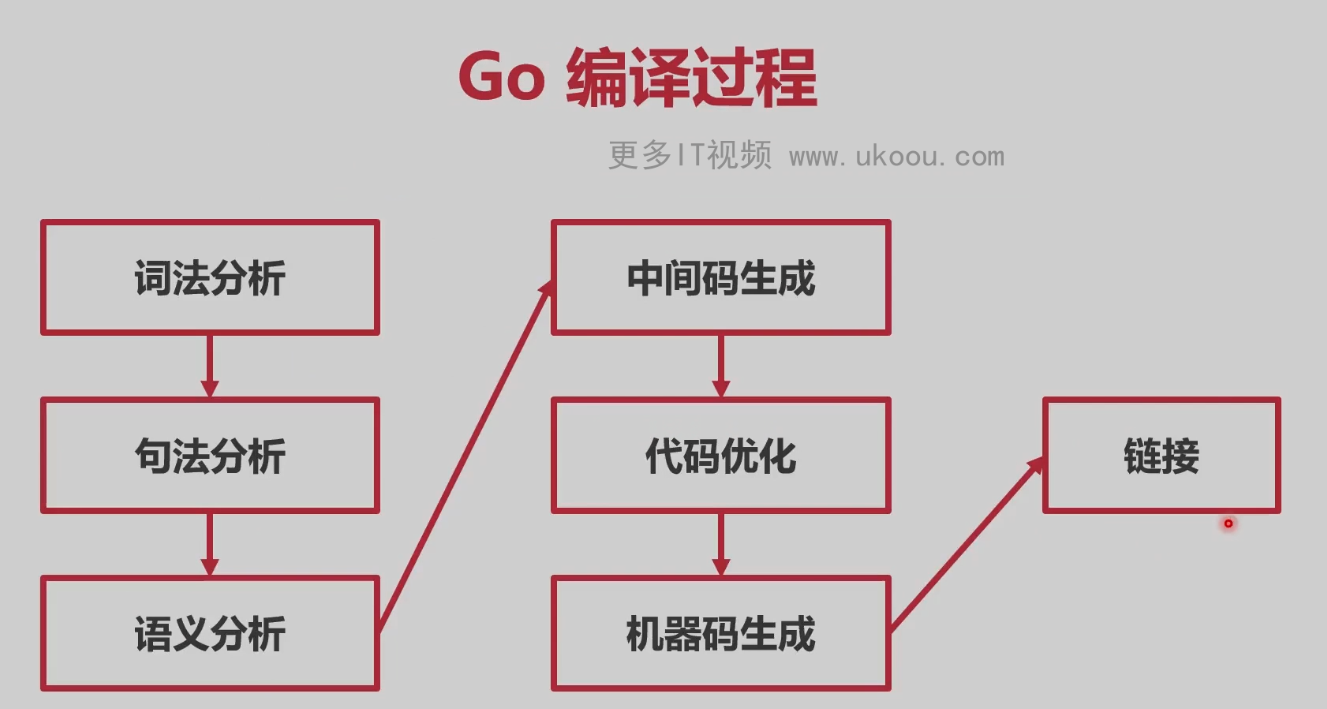 Go 编译过程
更多IT视频 www.ukoou.com
词法分析
句法分析
语义分析
中间码生成
代码优化
机器码生成
链接